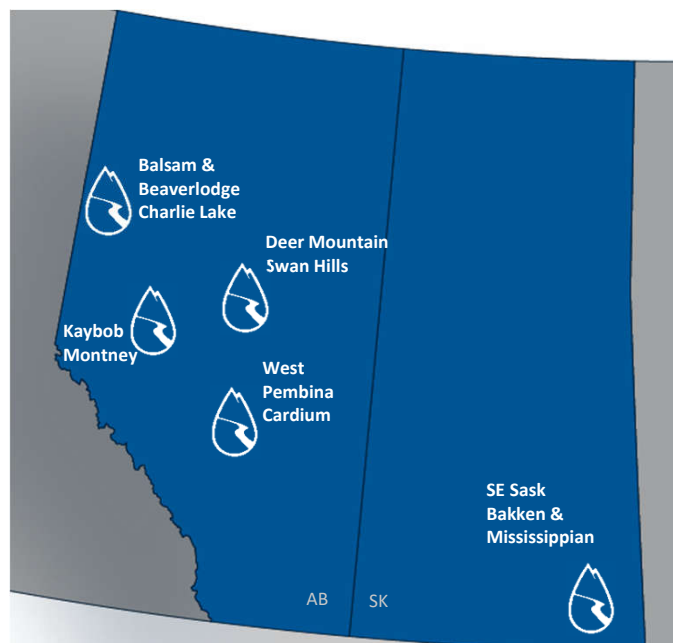 Balsam &
Beaverlodge
Charlie Lake
Deer Mountain
Swan Hills
Kaybob
Montney
West
Pembina
Cardium
SE Sask
Bakken &
Mississippian
AB
SK